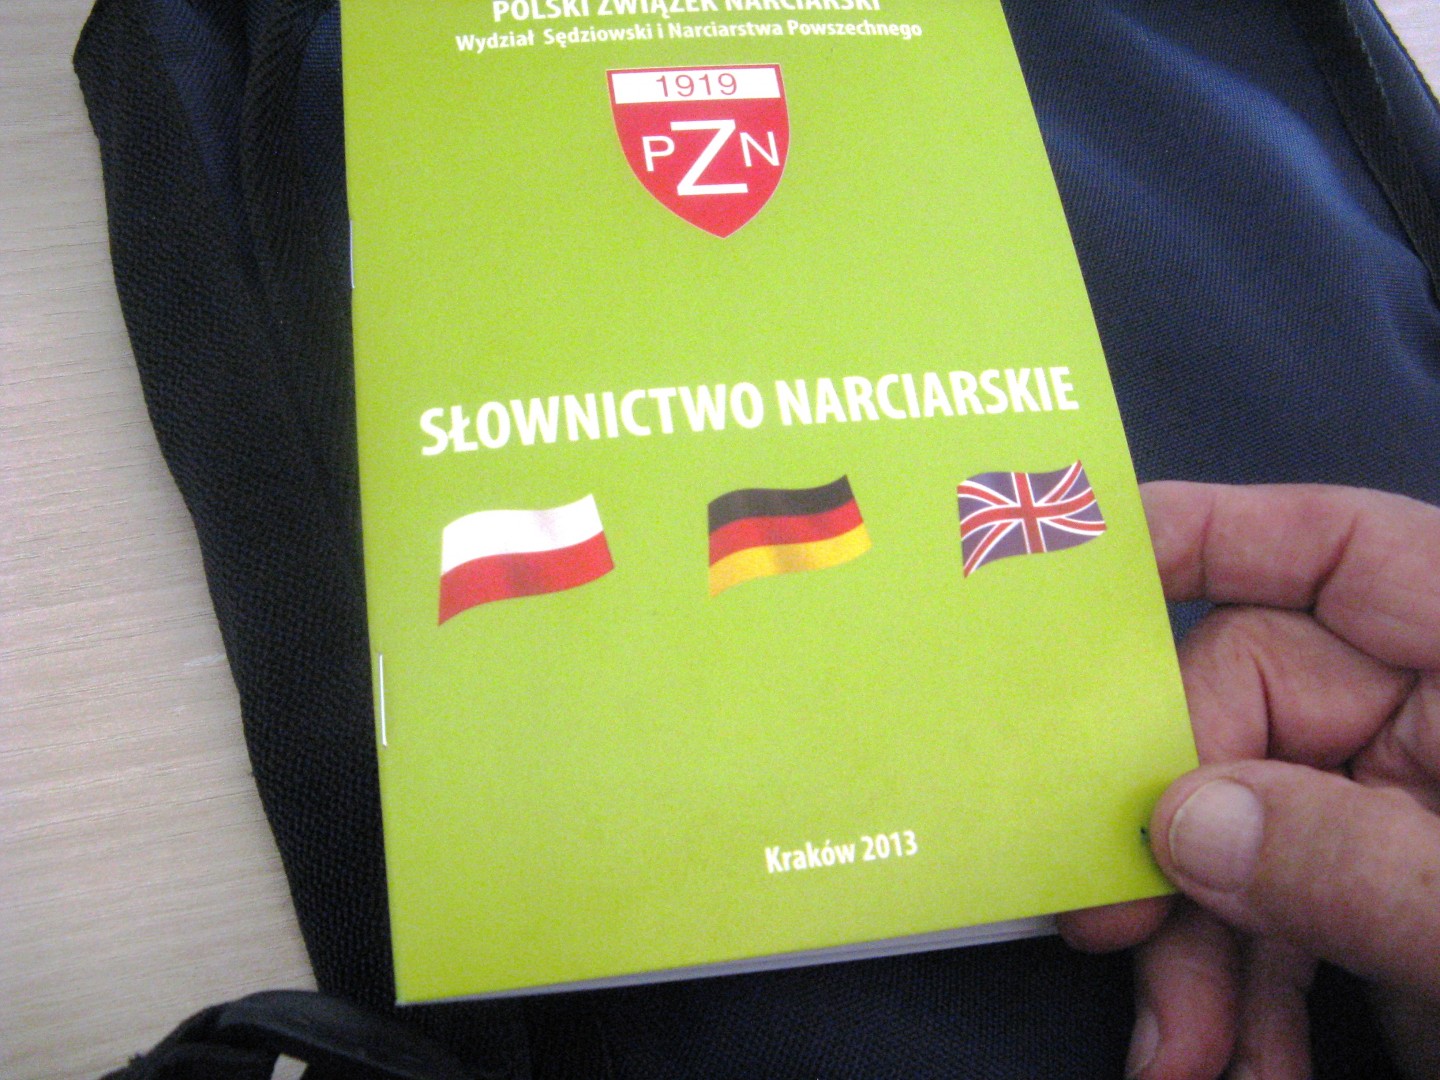 POLSKI ZWIĄZEK NARCIARSKI
Wydział Sędziowski i Narciarstwa Powszechnego
1919
PZN
SŁOWNICTWO NARCIARSKIE
Kraków 2013